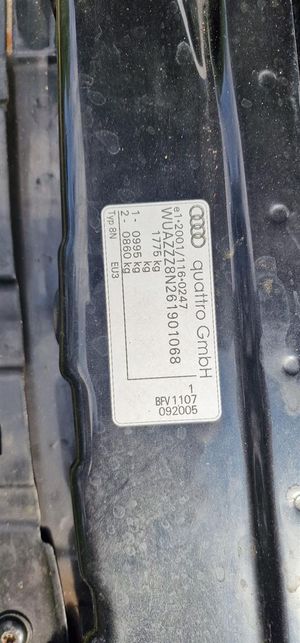 quattro GmbH
e1*2001/116*0247
WUAZZZ8N261901068
1775 kg
1- 0995 kg
2- 0860 kg
Typ 8N EU3
1
BFV1107
092005